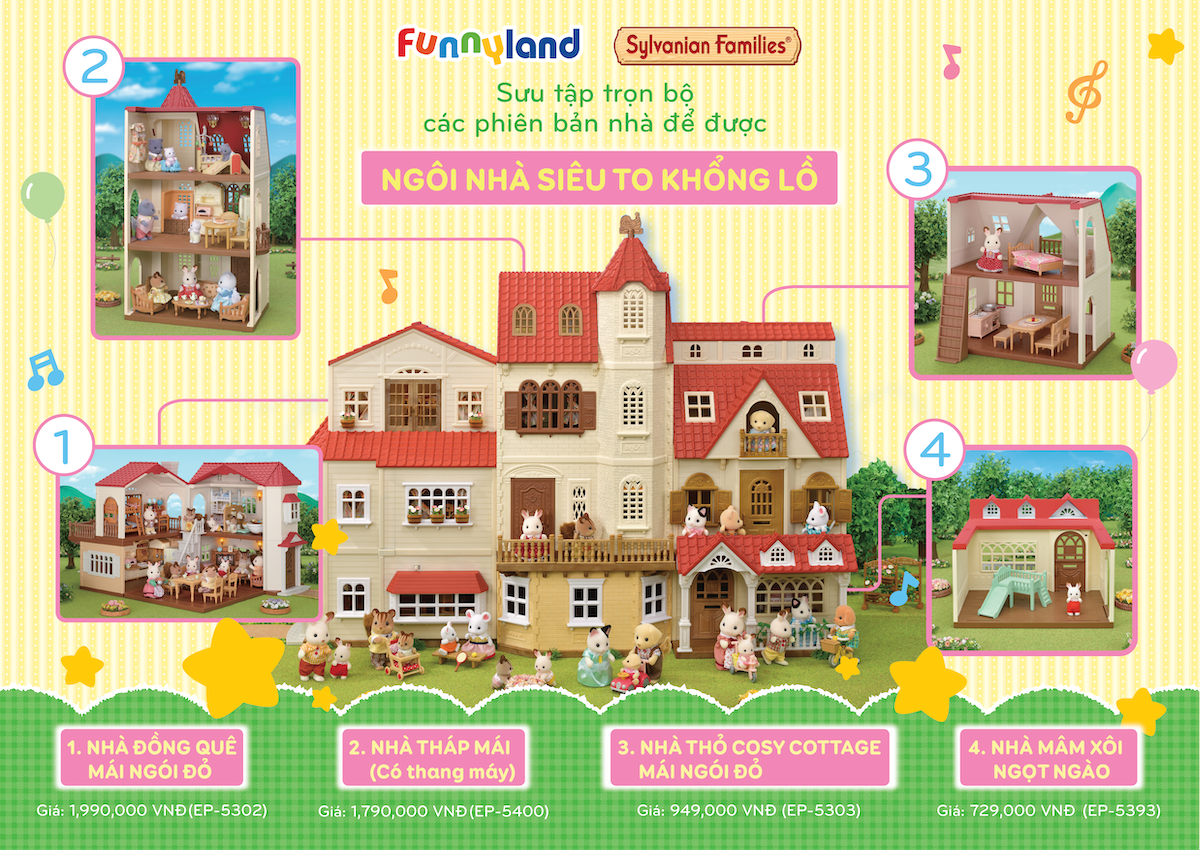 Funnyland
Sylvanian Families®
Sưu tập trọn bộ
các phiên bản nhà để được
NGÔI NHÀ SIÊU TO KHỔNG LỒ
2
3
1
4
1. NHÀ ĐỒNG QUÊ
MÁI NGÓI ĐỎ
Giá: 1,990,000 VNĐ(EP-5302)
2. NHÀ THÁP MÁI
(Có thang máy)
Giá: 1,790,000 VNĐ(EP-5400)
3. NHÀ THỎ COSY COTTAGE
MÁI NGÓI ĐỎ
Giá: 949,000 VNĐ (EP-5303)
4. NHÀ MÂM XÔI
NGỌT NGÀO
Giá: 729,000 VNĐ (EP-5393)